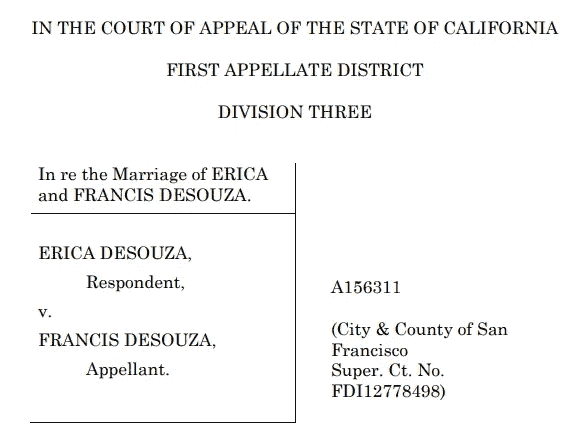 IN THE COURT OF APPEAL OF THE STATE OF CALIFORNIA
FIRST APPELLATE DISTRICT
DIVISION THREE
In re the Marriage of ERICA
and FRANCIS DESOUZA.
ERICA DESOUZA,
Respondent,
v.
FRANCIS DESOUZA,
Appellant.
A156311
(City & County of San
Francisco
Super. Ct. No.
FDI12778498)